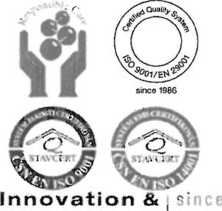 Responsible Care
Certified Quality System
ISO 9001/EN 29001
since 1986
STAVCERT
ČSN EN ISO 9001
STAVCERT
ČSN EN ISO 14001
Innovation & since